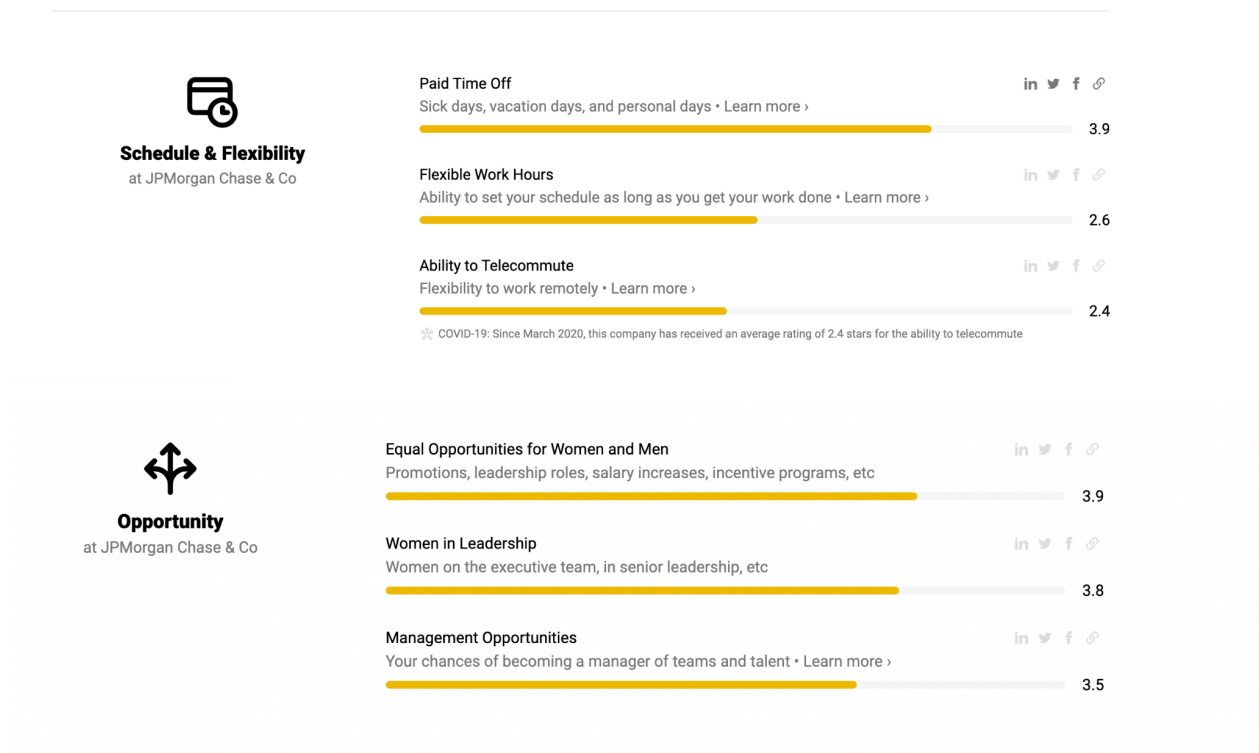 Schedule & Flexibility
at JPMorgan Chase & Co
Paid Time Off
Sick days, vacation days, and personal days • Learn more ›
3.9
Flexible Work Hours
Ability to set your schedule as long as you get your work done • Learn more ›
2.6
Ability to Telecommute
Flexibility to work remotely • Learn more ›
2.4
COVID-19: Since March 2020, this company has received an average rating of 2.4 stars for the ability to telecommute
Opportunity
at JPMorgan Chase & Co
Equal Opportunities for Women and Men
Promotions, leadership roles, salary increases, incentive programs, etc
3.9
Women in Leadership
Women on the executive team, in senior leadership, etc
3.8
Management Opportunities
Your chances of becoming a manager of teams and talent • Learn more ›
3.5